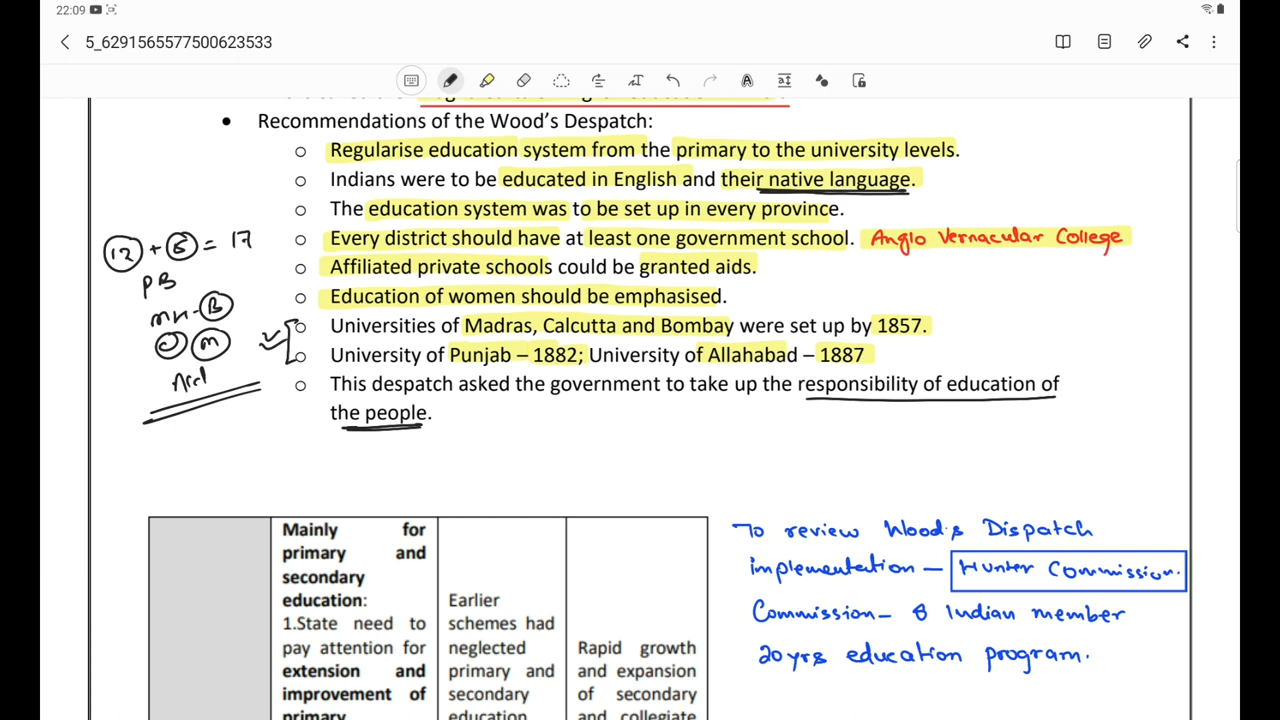 22:09
5_6291565577500623533
• Recommendations of the Wood's Despatch:
o Regularise education system from the primary to the university levels.
o Indians were to be educated in English and their native language.
o The education system was to be set up in every province.
12 + 5 = 17
o Every district should have at least one government school. Anglo Vernacular College
o Affiliated private schools could be granted aids.
PB
o Education of women should be emphasised.
B
o Universities of Madras, Calcutta and Bombay were set up by 1857.
C M
o University of Punjab – 1882; University of Allahabad – 1887
o This despatch asked the government to take up the responsibility of education of
the people.
Mainly for
primary and
secondary
education:
1.State need to
pay attention for
extension and
improvement of
primary
Earlier
schemes had
neglected
primary and
secondary
education
Rapid growth
and expansion
of secondary
and collegiate
To review Wood's Dispatch
implementation – Hunter Commission.
Commission – 8 Indian member
20yrs education program.